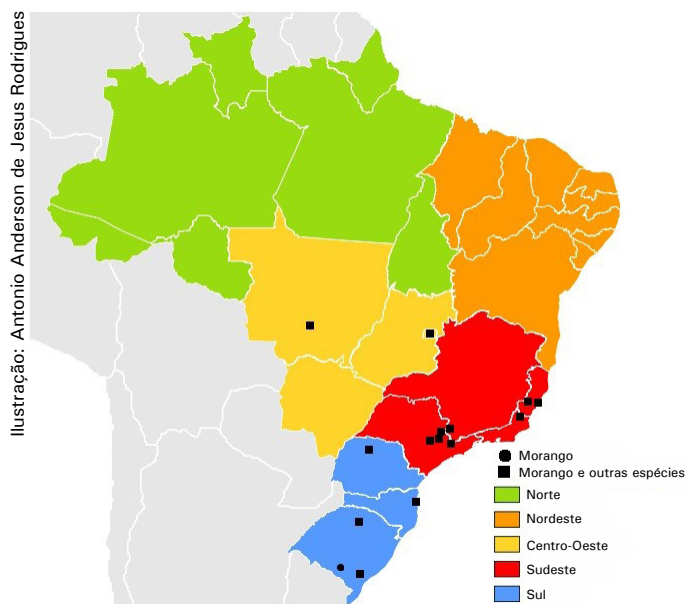 Ilustração: Antonio Anderson de Jesus Rodrigues
Morango
Morango e outras espécies
Norte
Nordeste
Centro-Oeste
Sudeste
Sul